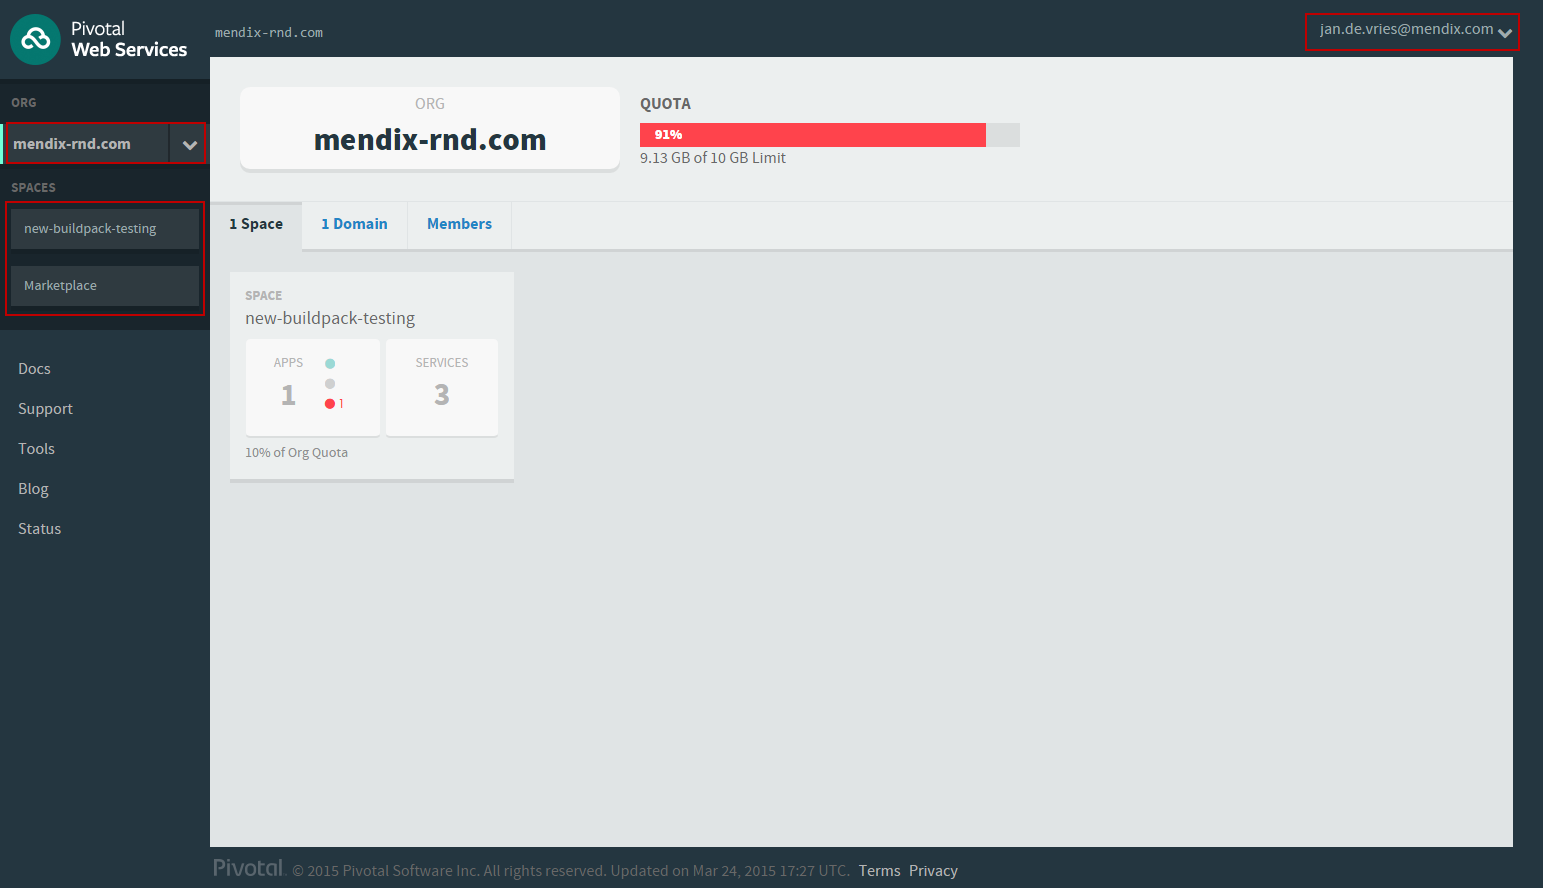 Pivotal
Web Services
mendix-rnd.com
jan.de.vries@mendix.com
ORG
mendix-rnd.com
SPACES
new-buildpack-testing
Marketplace
Docs
Support
Tools
Blog
Status
ORG
mendix-rnd.com
QUOTA
91%
9.13 GB of 10 GB Limit
1 Space
1 Domain
Members
SPACE
new-buildpack-testing
APPS
1
1
SERVICES
3
10% of Org Quota
Pivotal. © 2015 Pivotal Software Inc. All rights reserved. Updated on Mar 24, 2015 17:27 UTC. Terms Privacy